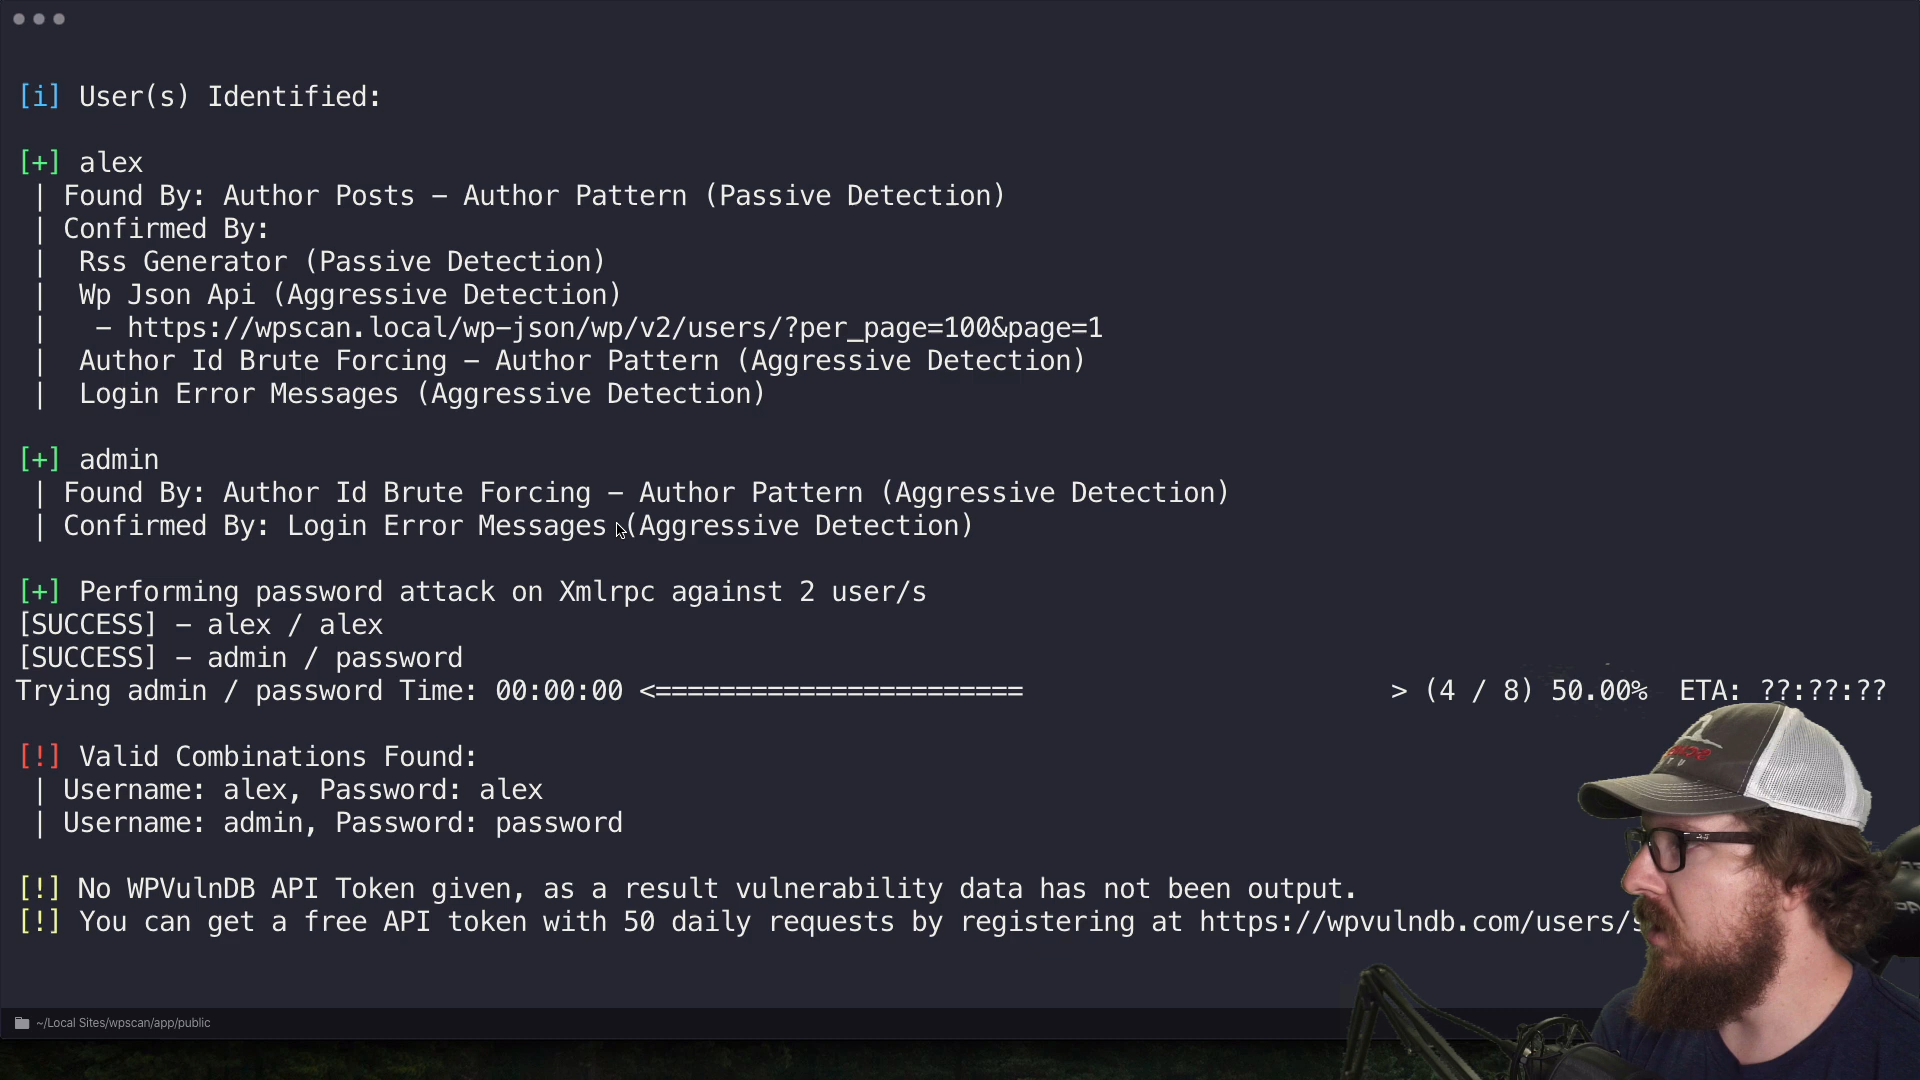 [i] User(s) Identified:
[+] alex
| Found By: Author Posts – Author Pattern (Passive Detection)
| Confirmed By:
|  Rss Generator (Passive Detection)
|  Wp Json Api (Aggressive Detection)
|   – https://wpscan.local/wp-json/wp/v2/users/?per_page=100&page=1
|  Author Id Brute Forcing – Author Pattern (Aggressive Detection)
|  Login Error Messages (Aggressive Detection)
[+] admin
| Found By: Author Id Brute Forcing – Author Pattern (Aggressive Detection)
| Confirmed By: Login Error Messages (Aggressive Detection)
[+] Performing password attack on Xmlrpc against 2 user/s
[SUCCESS] – alex / alex
[SUCCESS] – admin / password
Trying admin / password Time: 00:00:00 <======================= > (4 / 8) 50.00%  ETA: ??:??:??
[!] Valid Combinations Found:
| Username: alex, Password: alex
| Username: admin, Password: password
[!] No WPVulnDB API Token given, as a result vulnerability data has not been output.
[!] You can get a free API token with 50 daily requests by registering at https://wpvulndb.com/users/
~/Local Sites/wpscan/app/public